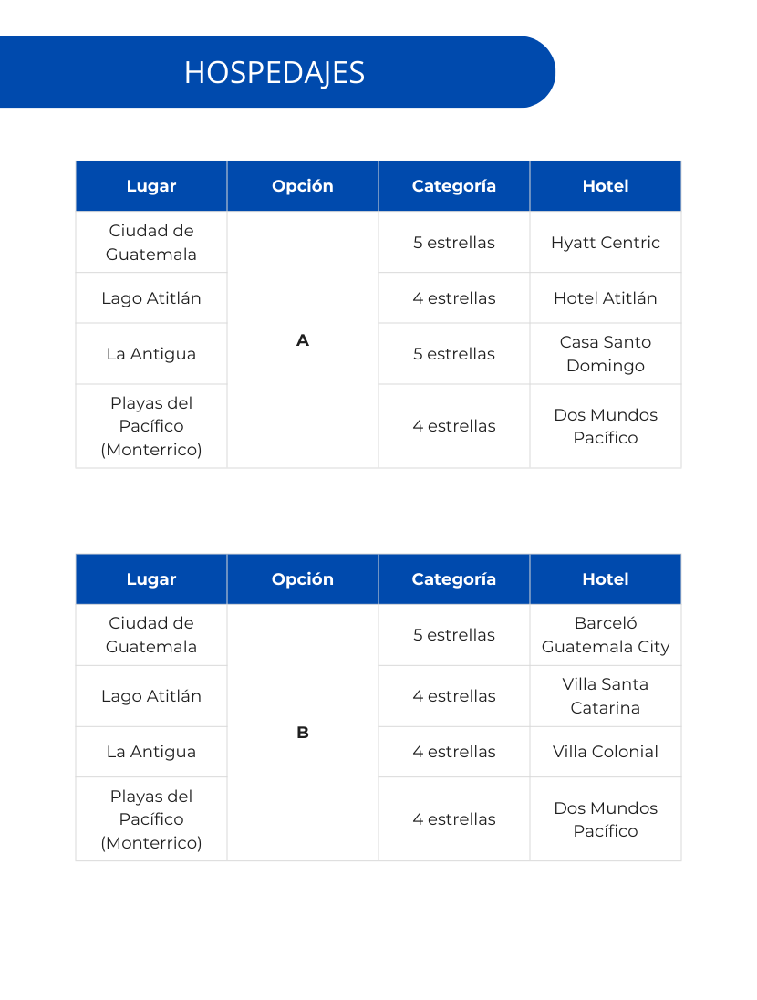 HOSPEDAJES
Lugar Opción Categoría Hotel
Ciudad de
Guatemala
5 estrellas
Hyatt Centric
Lago Atitlán
4 estrellas
Hotel Atitlán
A
La Antigua
5 estrellas
Casa Santo
Domingo
Playas del
Pacífico
(Monterrico)
4 estrellas
Dos Mundos
Pacífico
Lugar Opción Categoría Hotel
Ciudad de
Guatemala
5 estrellas
Barceló
Guatemala City
Lago Atitlán
4 estrellas
Villa Santa
Catarina
B
La Antigua
4 estrellas
Villa Colonial
Playas del
Pacífico
(Monterrico)
4 estrellas
Dos Mundos
Pacífico